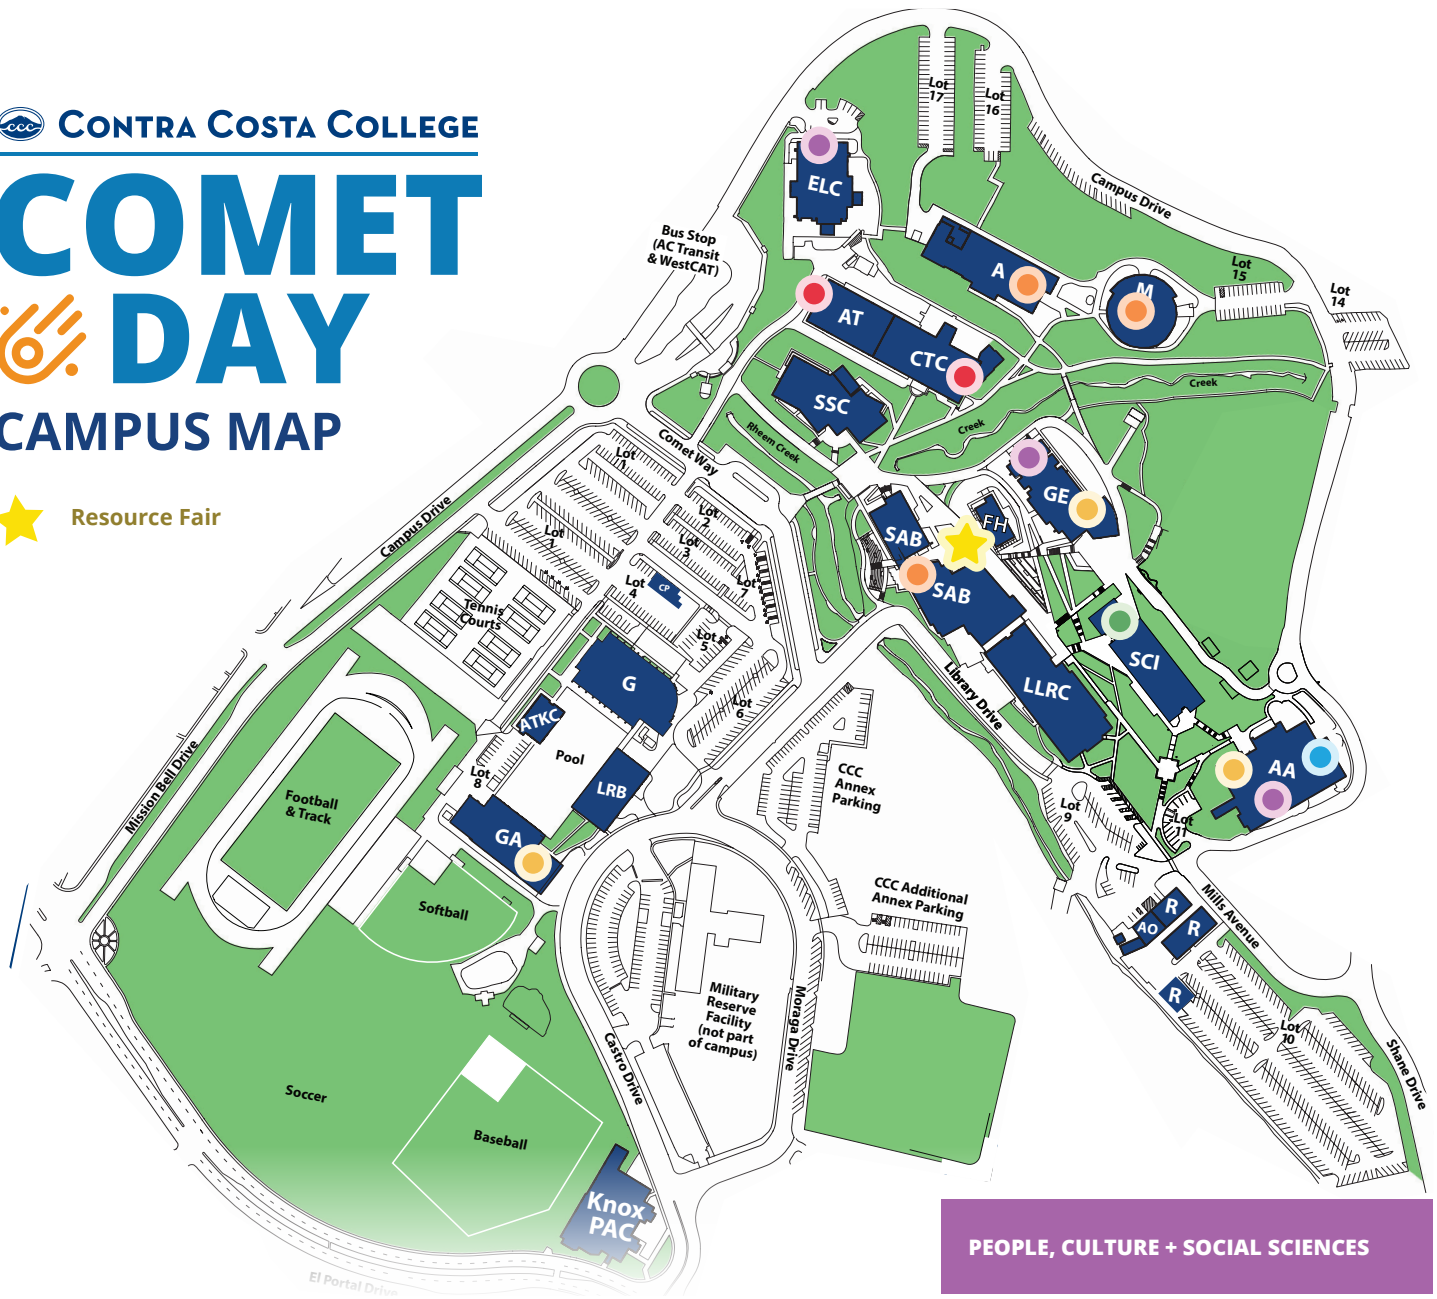 CCC
CONTRA COSTA COLLEGE
COMET
DAY
CAMPUS MAP
Resource Fair
Lot
17
Lot
16
Campus Drive
ELC
Bus Stop
(AC Transit
& WestCAT)
A
M
Lot
15
Lot
14
AT
CTC
SSC
Creek
Creek
Rheem Creek
Comet Way
Lot
1
Campus Drive
Lot
1
Lot
2
Lot
3
Lot
4
CP
Lot
7
Lot
5
Lot
6
GE
FH
SAB
SAB
SCI
LLRC
Library Drive
Tennis
Courts
G
ATKC
Pool
LRB
Lot
8
GA
Mission Bell Drive
Football
& Track
CCC
Annex
Parking
AA
Lot
9
Lot
11
CCC Additional
Annex Parking
Mills Avenue
R
R
AO
R
Softball
Military
Reserve
Facility
(not part
of campus)
Moraga Drive
Castro Drive
Lot
10
Shane Drive
Soccer
Baseball
Knox
PAC
El Portal Drive
PEOPLE, CULTURE + SOCIAL SCIENCES